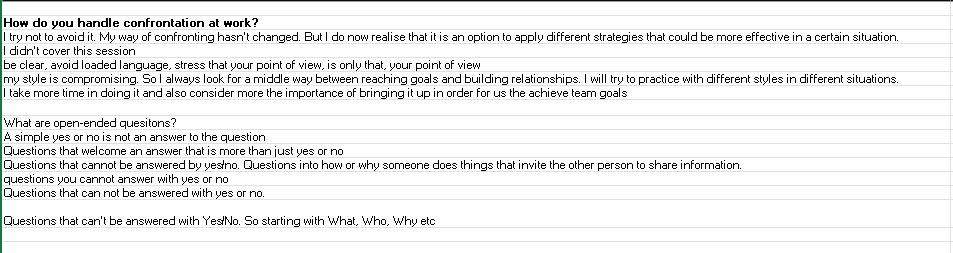 How do you handle confrontation at work?
I try not to avoid it. My way of confronting hasn't changed. But I do now realise that it is an option to apply different strategies that could be more effective in a certain situation.
I didn't cover this session
be clear, avoid loaded language, stress that your point of view, is only that, your point of view
my style is compromising. So I always look for a middle way between reaching goals and building relationships. I will try to practice with different styles in different situations.
I take more time in doing it and also consider more the importance of bringing it up in order for us the achieve team goals
What are open-ended quesitons?
A simple yes or no is not an answer to the question
Questions that welcome an answer that is more than just yes or no
Questions that cannot be answered by yes/no. Questions into how or why someone does things that invite the other person to share information.
questions you cannot answer with yes or no
Questions that can not be answered with yes or no.
Questions that can't be answered with Yes/No. So starting with What, Who, Why etc